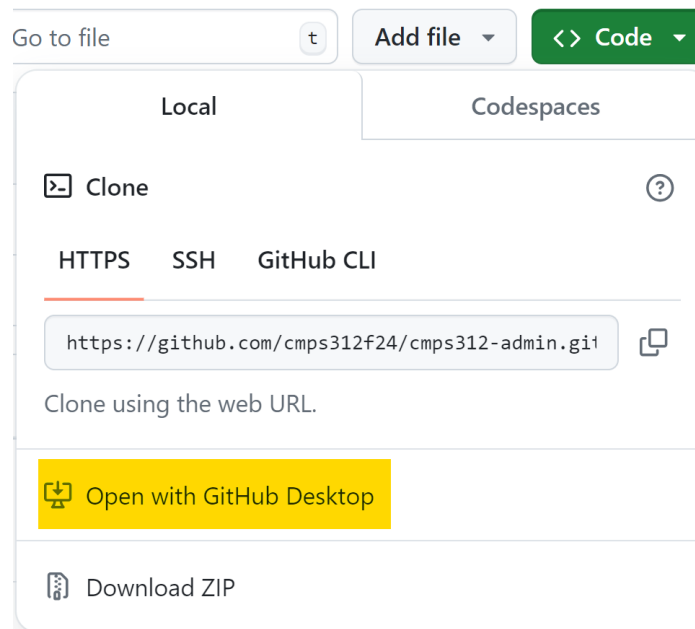 Go to file t Add file <> Code
Local Codespaces
Clone
HTTPS SSH GitHub CLI
https://github.com/cmps312f24/cmps312-admin.git
Clone using the web URL.
Open with GitHub Desktop
Download ZIP